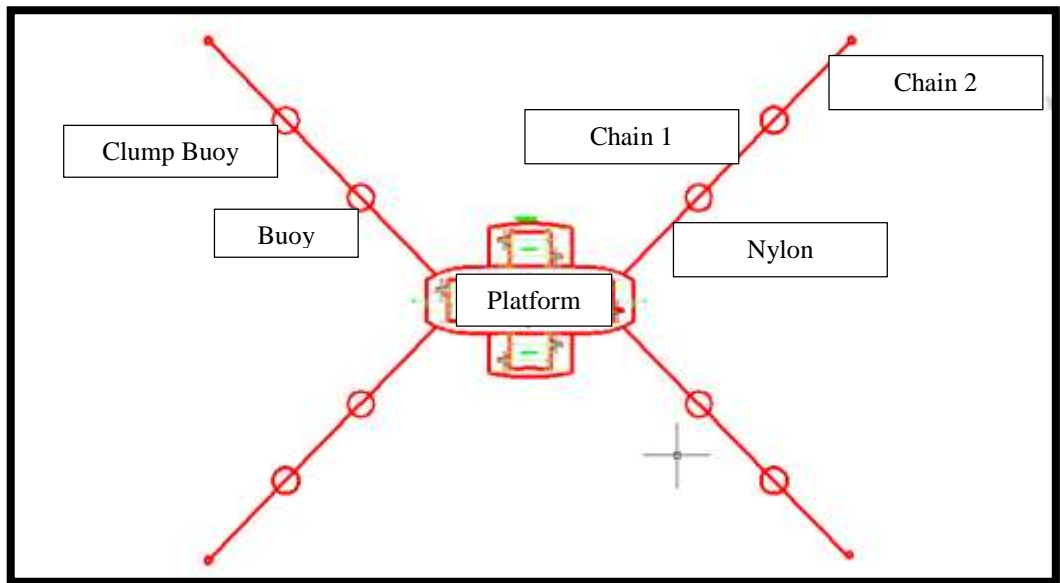 Chain 2
Chain 1
Clump Buoy
Buoy
Nylon
Platform